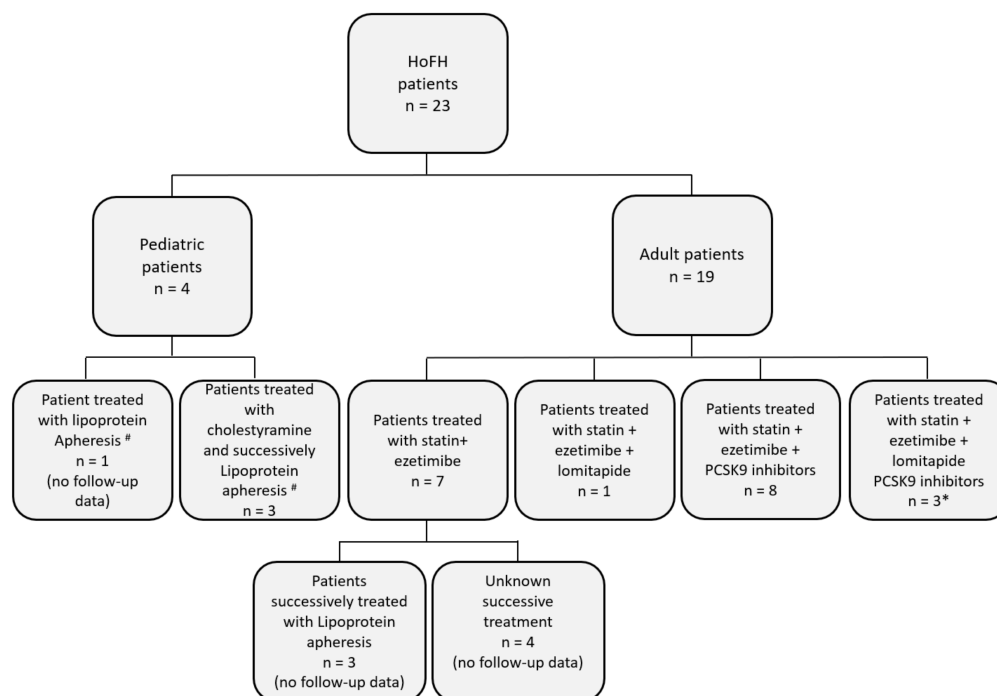 HoFH
patients
n = 23
Pediatric
patients
n = 4
Adult patients
n = 19
Patient treated
with lipoprotein
Apheresis #
n = 1
(no follow-up
data)
Patients treated
with
cholestyramine
and successively
Lipoprotein
apheresis #
n = 3
Patients treated
with statin+
ezetimibe
n = 7
Patients treated
with statin +
ezetimibe +
lomitapide
n = 1
Patients treated
with statin +
ezetimibe +
PCSK9 inhibitors
n = 8
Patients treated
with statin +
ezetimibe +
lomitapide
PCSK9 inhibitors
n = 3*
Patients
successively treated
with Lipoprotein
apheresis
n = 3
(no follow-up data)
Unknown
successive
treatment
n = 4
(no follow-up data)